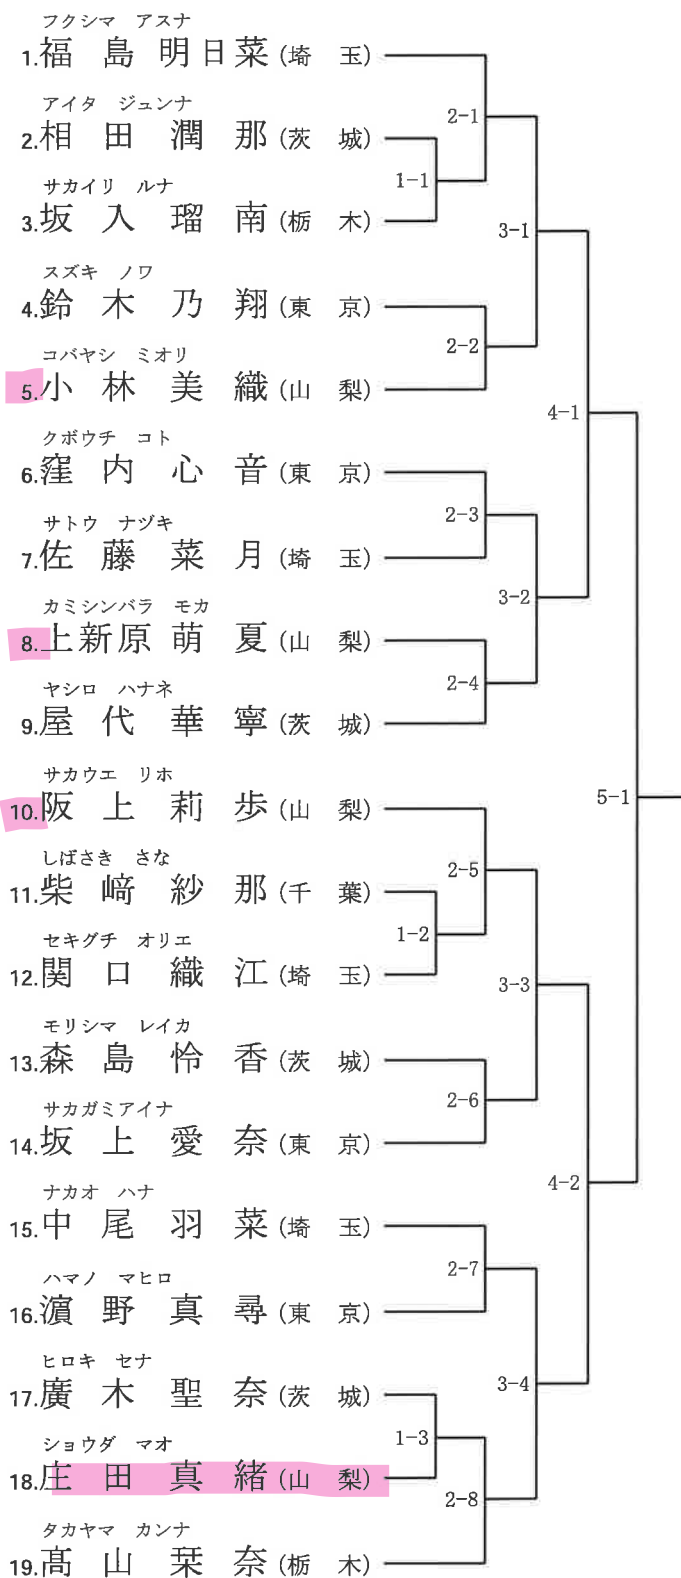 フクシマ アスナ
1.福島明日菜(埼玉)
2-1
アイタ ジュンナ
2.相田潤那(茨城)
1-1
サカイリ ルナ
3.坂入瑠南(栃木)
3-1
スズキ ノワ
4.鈴木乃翔(東京)
2-2
コバヤシ ミオリ
5.小林美織(山梨)
4-1
クボウチ コト
6.窪内心音(東京)
2-3
サトウ ナヅキ
7.佐藤菜月(埼玉)
3-2
カミシンバラ モカ
8.上新原萌夏(山梨)
2-4
ヤシロ ハナネ
9.屋代華寧(茨城)
サカウエ リホ
10.阪上莉歩(山梨)
5-1
しばさき さな
2-5
11.柴﨑紗那(千葉)
1-2
セキグチ オリエ
12.関口織江(埼玉)
3-3
モリシマ レイカ
13.森島怜香(茨城)
2-6
サカガミアイナ
14.坂上愛奈(東京)
4-2
ナカオ ハナ
15.中尾羽菜(埼玉)
2-7
ハマノ マヒロ
16.濵野真尋(東京)
ヒロキ セナ
3-4
17.廣木聖奈(茨城)
1-3
ショウダ マオ
18.庄田真緒(山梨)
2-8
タカヤマ カンナ
19.髙山栞奈(栃木)